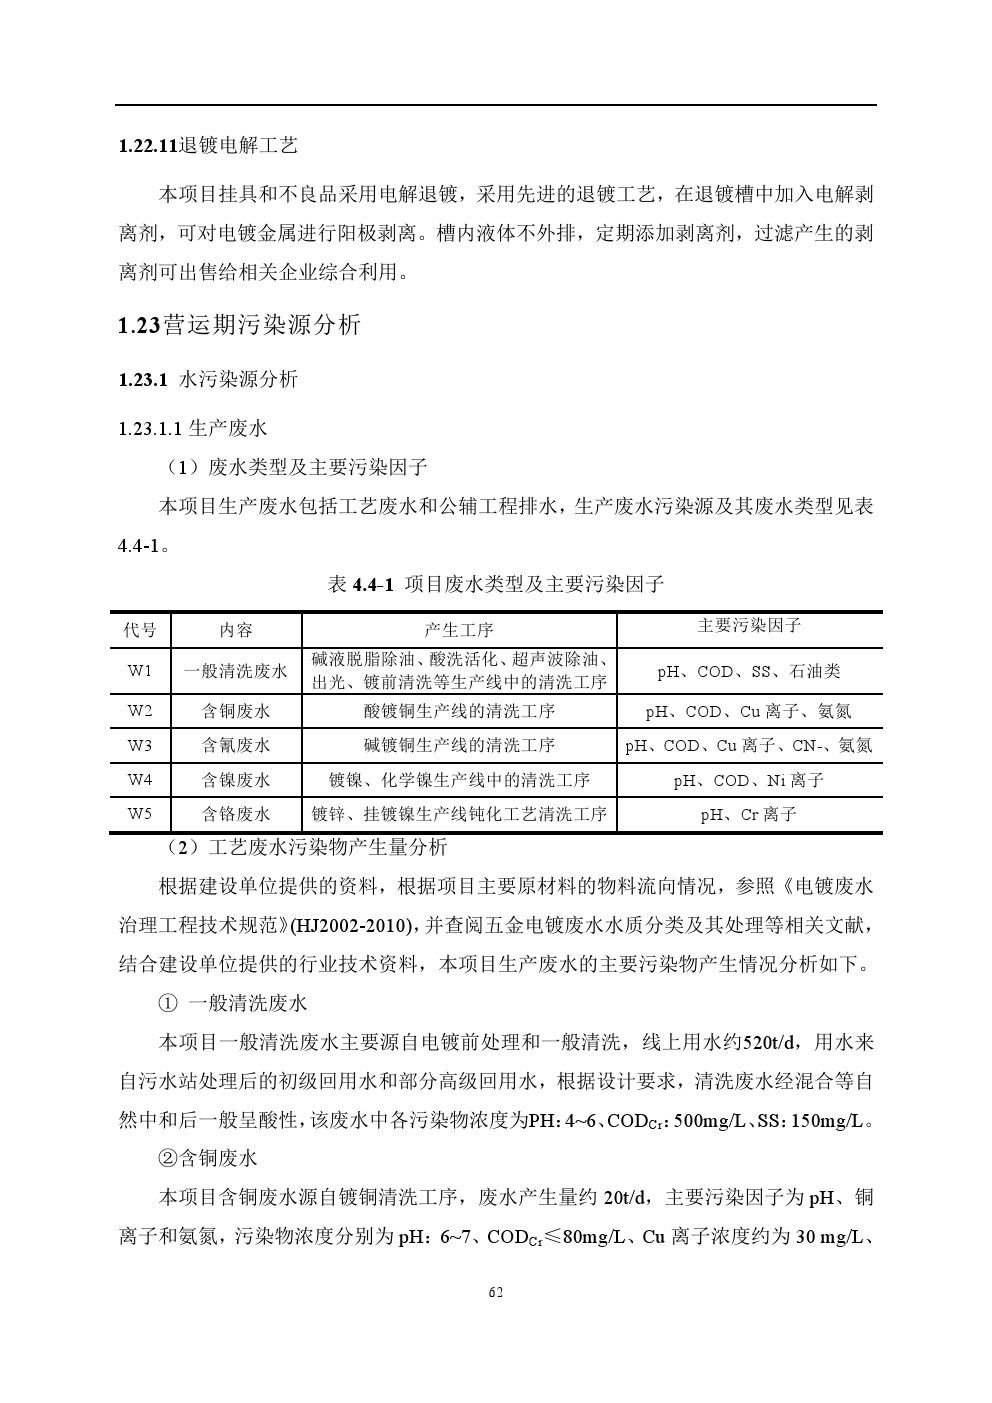 1.22.11退镀电解工艺
本项目挂具和不良品采用电解退镀，采用先进的退镀工艺，在退镀槽中加入电解剥
离剂，可对电镀金属进行阳极剥离。槽内液体不外排，定期添加剥离剂，过滤产生的剥
离剂可出售给相关企业综合利用。
1.23营运期污染源分析
1.23.1 水污染源分析
1.23.1.1 生产废水
（1）废水类型及主要污染因子
本项目生产废水包括工艺废水和公辅工程排水，生产废水污染源及其废水类型见表
4.4-1。
表 4.4-1 项目废水类型及主要污染因子
代号 内容 产生工序 主要污染因子
W1 一般清洗废水 碱液脱脂除油、酸洗活化、超声波除油、
出光、镀前清洗等生产线中的清洗工序 pH、COD、SS、石油类
W2 含铜废水 酸镀铜生产线的清洗工序 pH、COD、Cu 离子、氨氮
W3 含氰废水 碱镀铜生产线的清洗工序 pH、COD、Cu 离子、CN-、氨氮
W4 含镍废水 镀镍、化学镍生产线中的清洗工序 pH、COD、Ni 离子
W5 含铬废水 镀锌、挂镀镍生产线钝化工艺清洗工序 pH、Cr 离子
（2）工艺废水污染物产生量分析
根据建设单位提供的资料，根据项目主要原材料的物料流向情况，参照《电镀废水
治理工程技术规范》(HJ2002-2010)，并查阅五金电镀废水水质分类及其处理等相关文献，
结合建设单位提供的行业技术资料，本项目生产废水的主要污染物产生情况分析如下。
① 一般清洗废水
本项目一般清洗废水主要源自电镀前处理和一般清洗，线上用水约520t/d，用水来
自污水站处理后的初级回用水和部分高级回用水，根据设计要求，清洗废水经混合等自
然中和后一般呈酸性，该废水中各污染物浓度为PH：4~6、CODCr：500mg/L、SS：150mg/L。
②含铜废水
本项目含铜废水源自镀铜清洗工序，废水产生量约 20t/d，主要污染因子为 pH、铜
离子和氨氮，污染物浓度分别为 pH：6~7、CODCr≤80mg/L、Cu 离子浓度约为 30 mg/L、
62